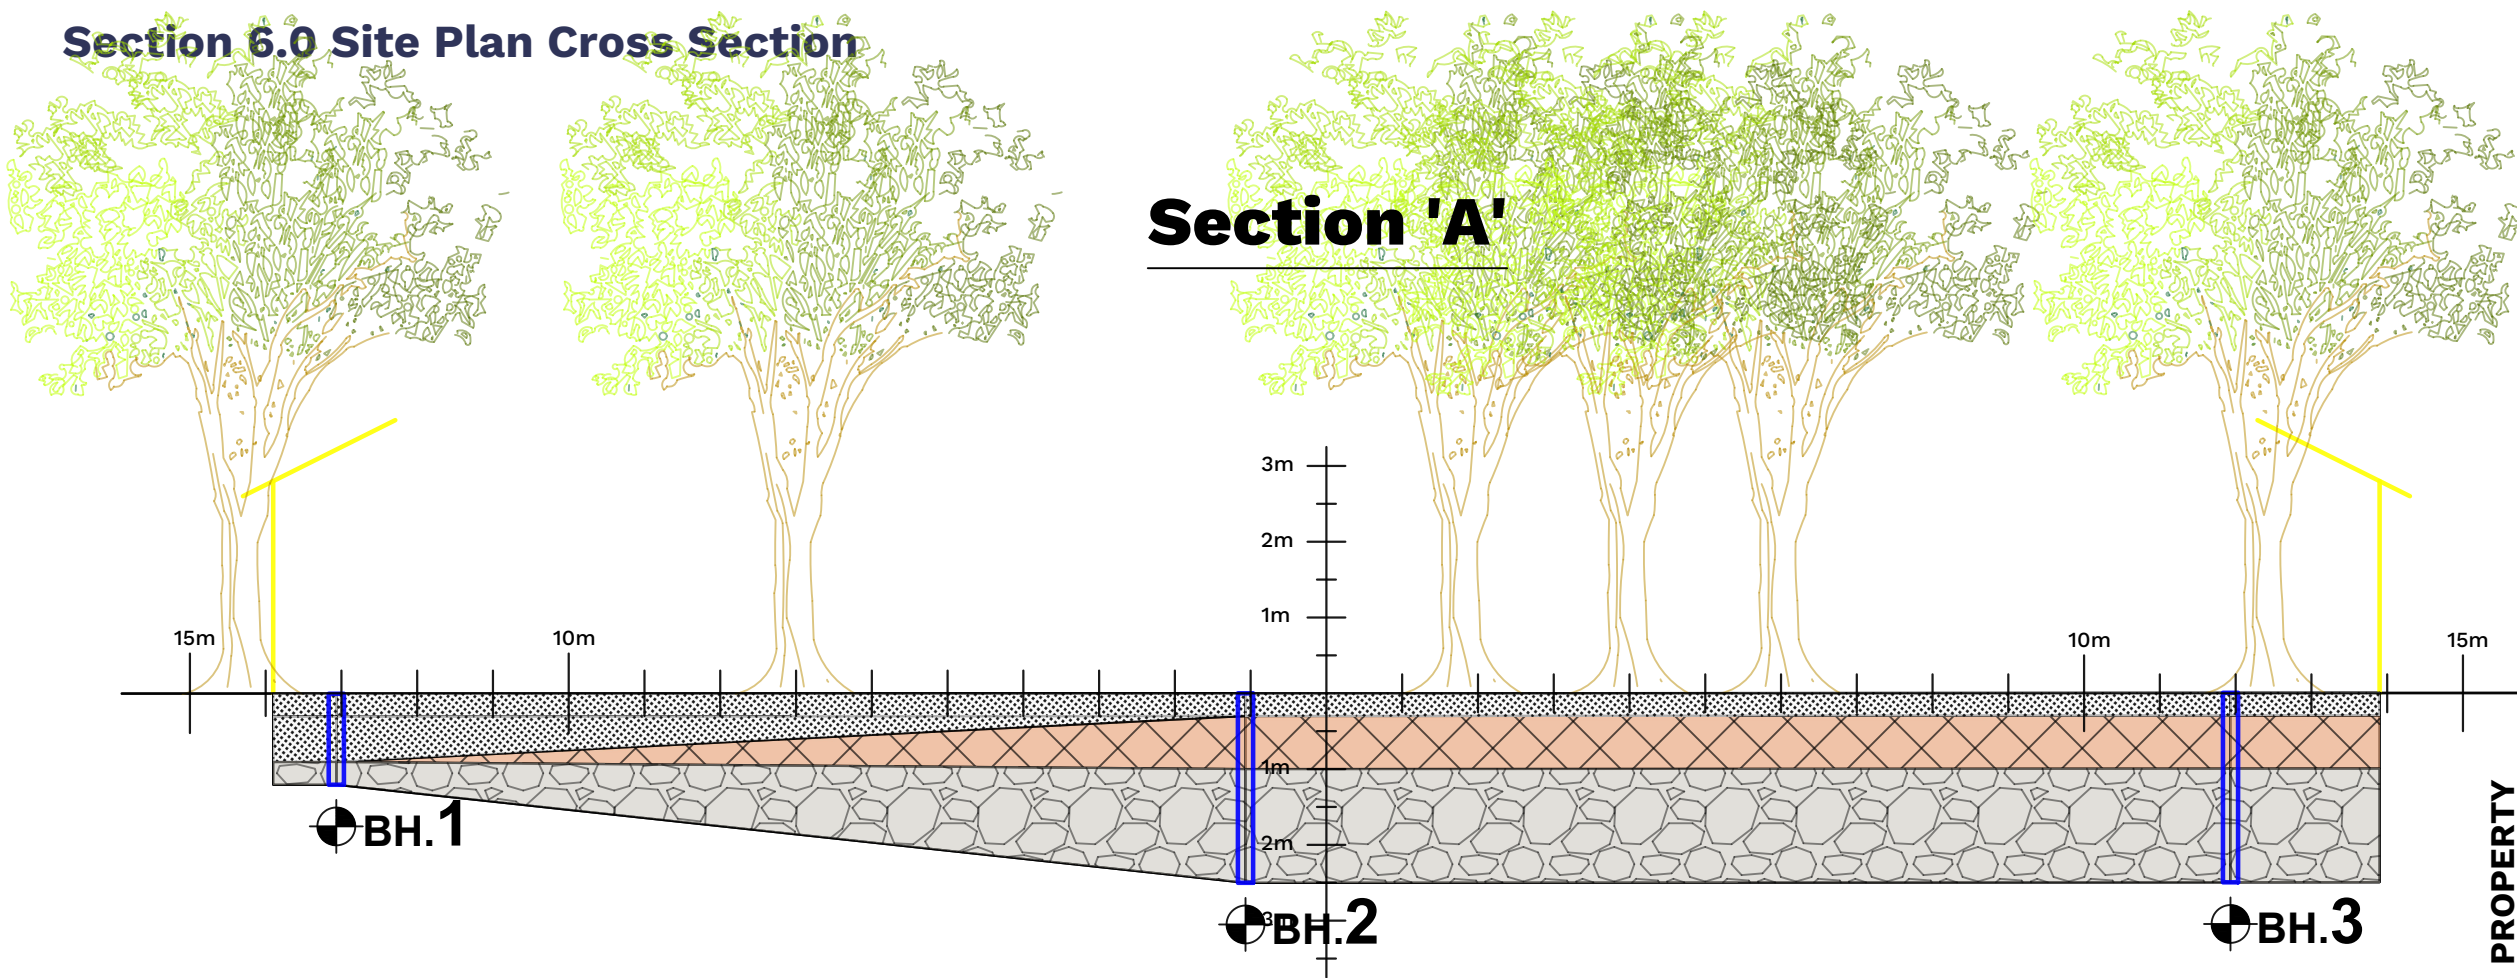 Section 6.0 Site Plan Cross Section
Section 'A'
3m
2m
1m
15m
10m
10m
15m
1m
2m
3m
BH.1
BH.2
BH.3
PROPERTY